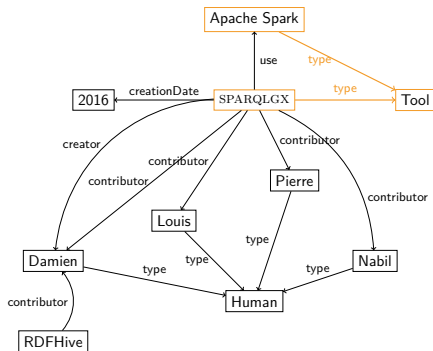 Apache Spark
use
type
creationDate
type
2016
SPARQLGX
Tool
creator
contributor
contributor
contributor
Pierre
contributor
Louis
type
type
type
type
Damien
Nabil
Human
contributor
RDFHive